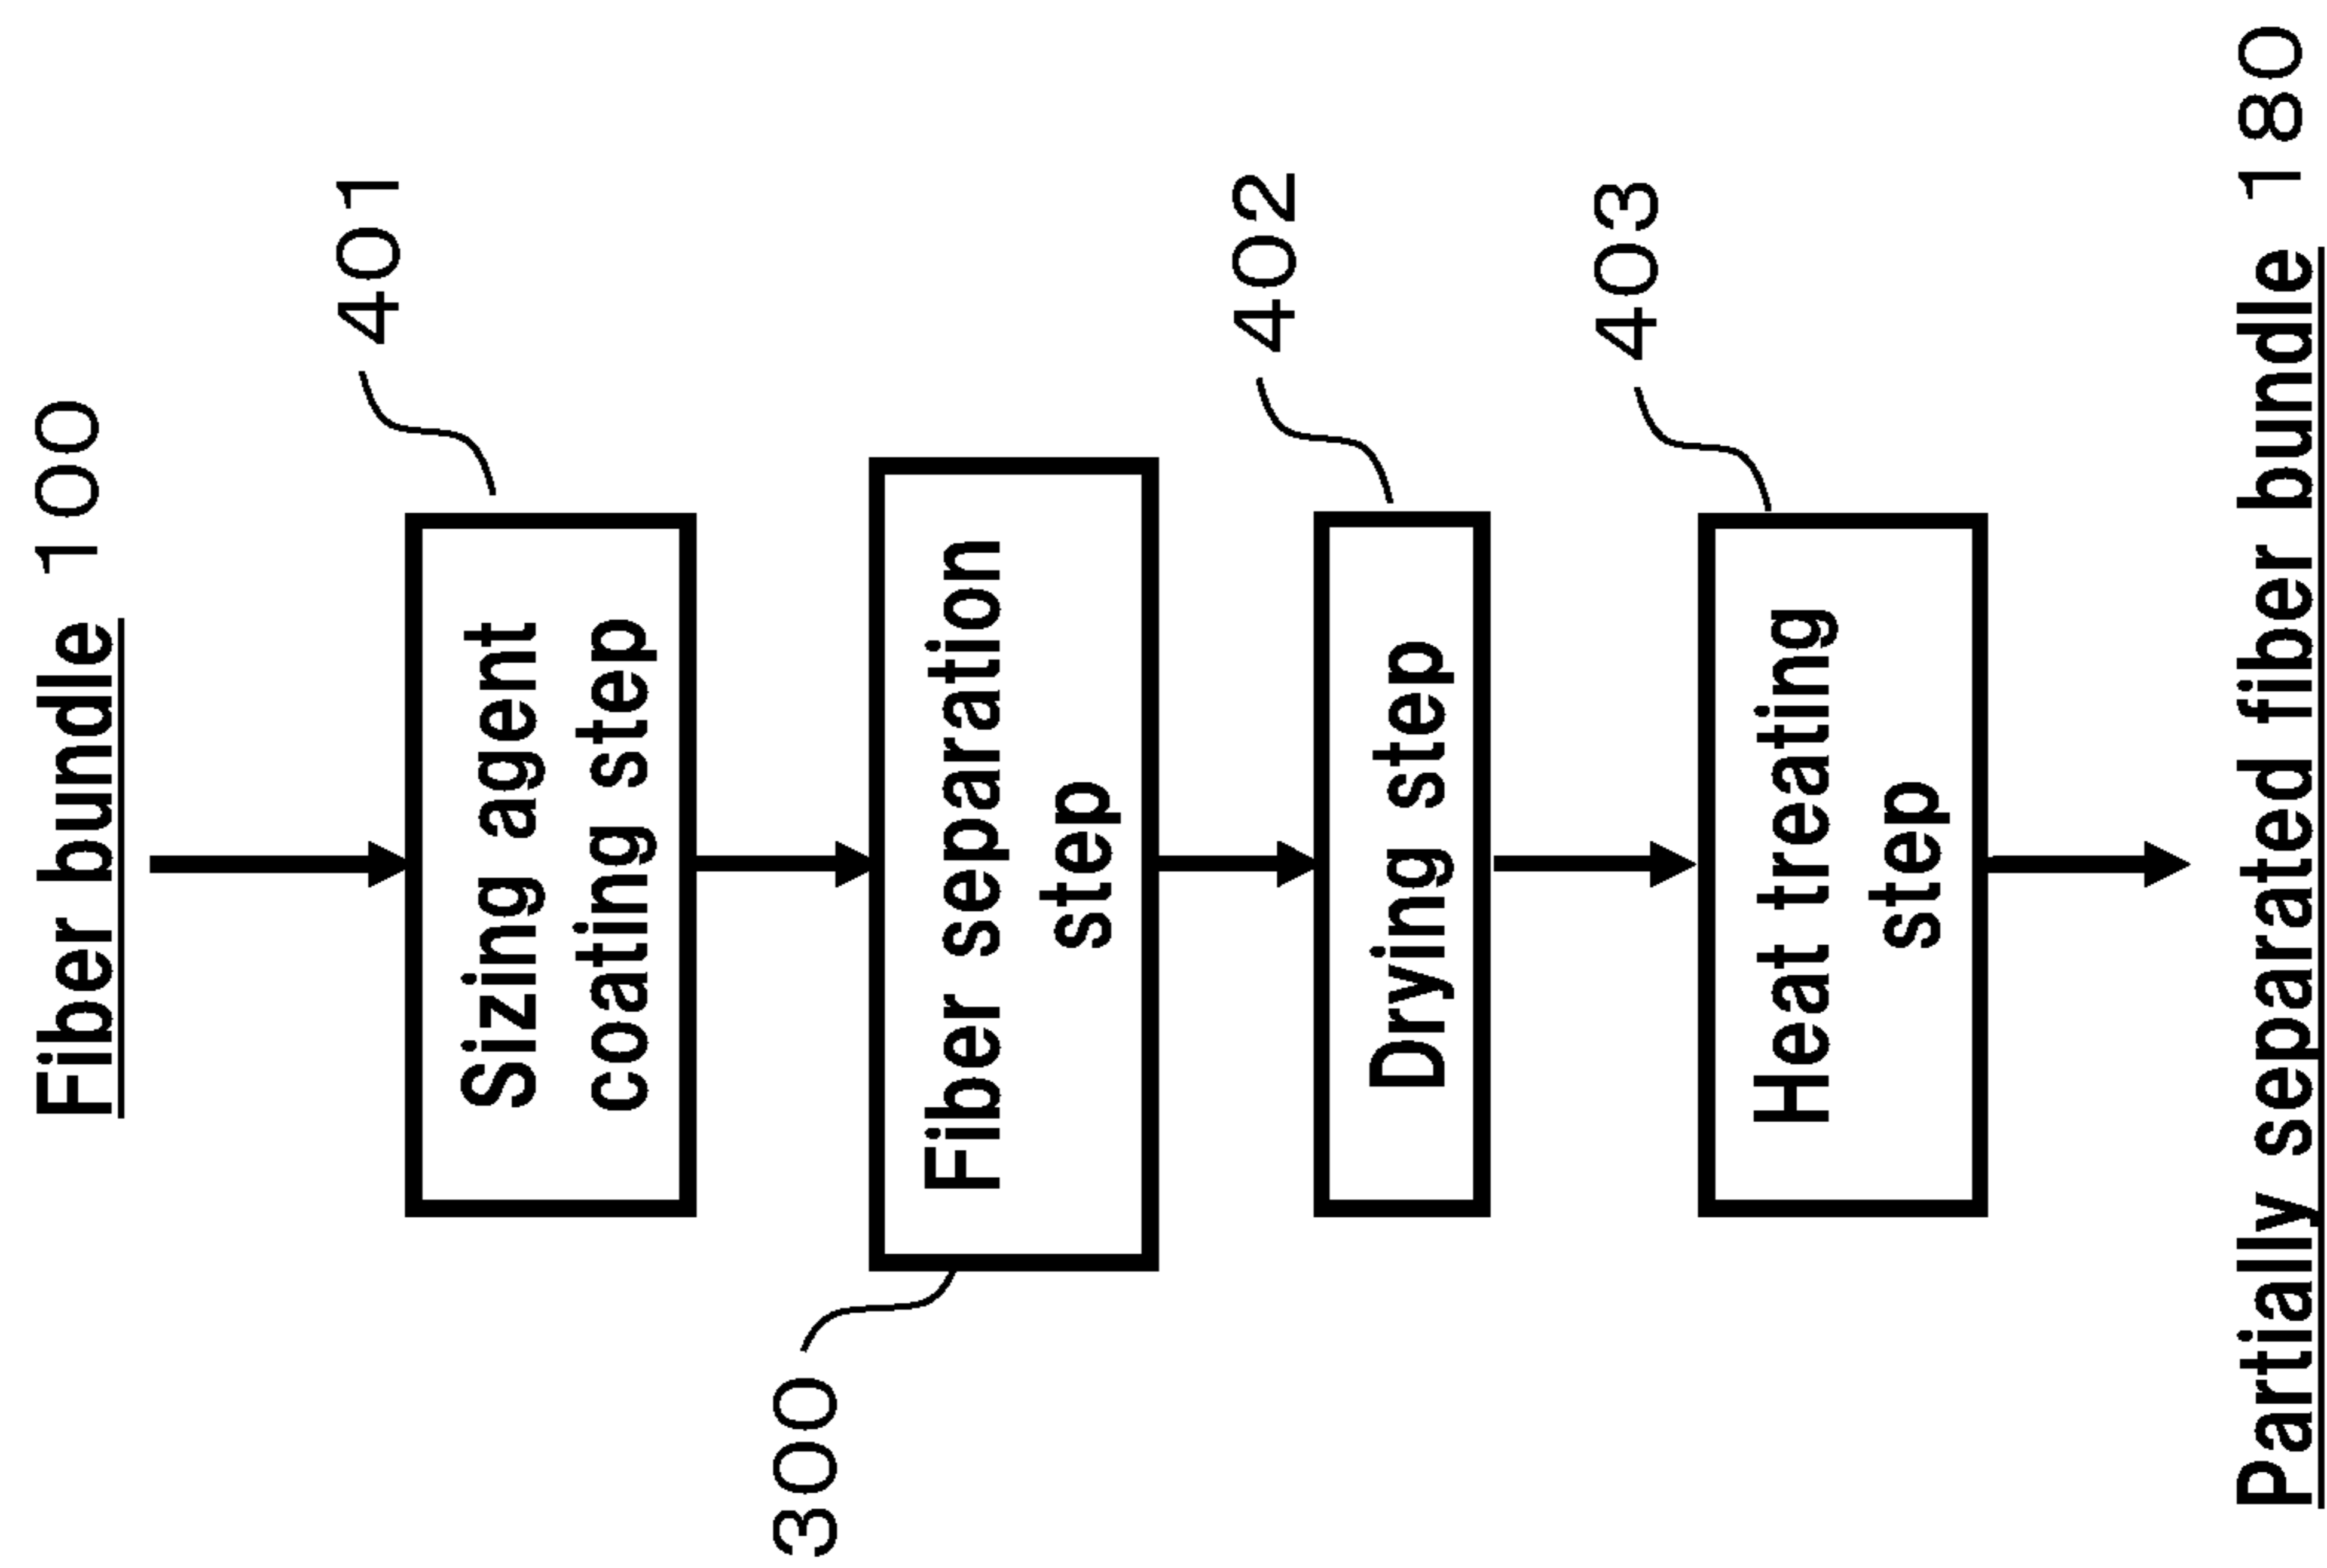 Fiber bundle 100
401
Sizing agent
coating step
300
Fiber separation
step
402
Drying step
403
Heat treating
step
Partially separated fiber bundle 180